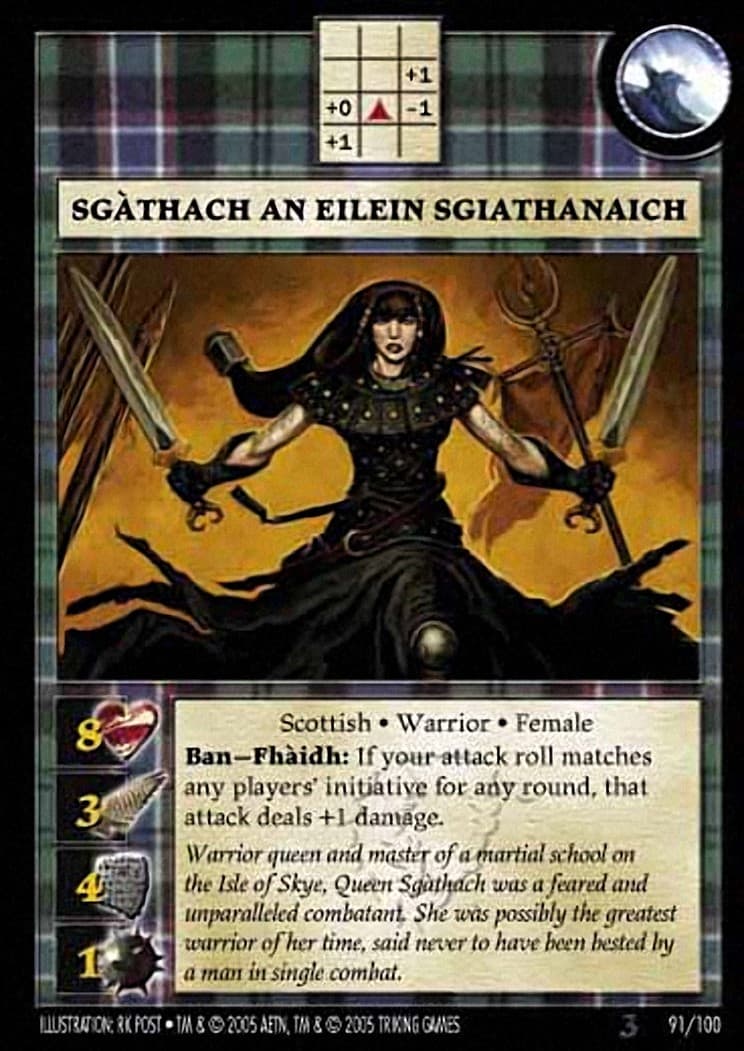 +1
+0 -1
+1
SGÀTHACH AN EILEIN SGIATHANAICH
8
3
4
1
Scottish • Warrior • Female
Ban–Fhàidh: If your attack roll matches
any players' initiative for any round, that
attack deals +1 damage.
Warrior queen and master of a martial school on
the Isle of Skye, Queen Sgàthach was a feared and
unparalleled combatant. She was possibly the greatest
warrior of her time, said never to have been bested by
a man in single combat.
ILLUSTRATION: RK POST • TM & © 2005 AETN, TM & © 2005 TRIKING GAMES
3
91/100